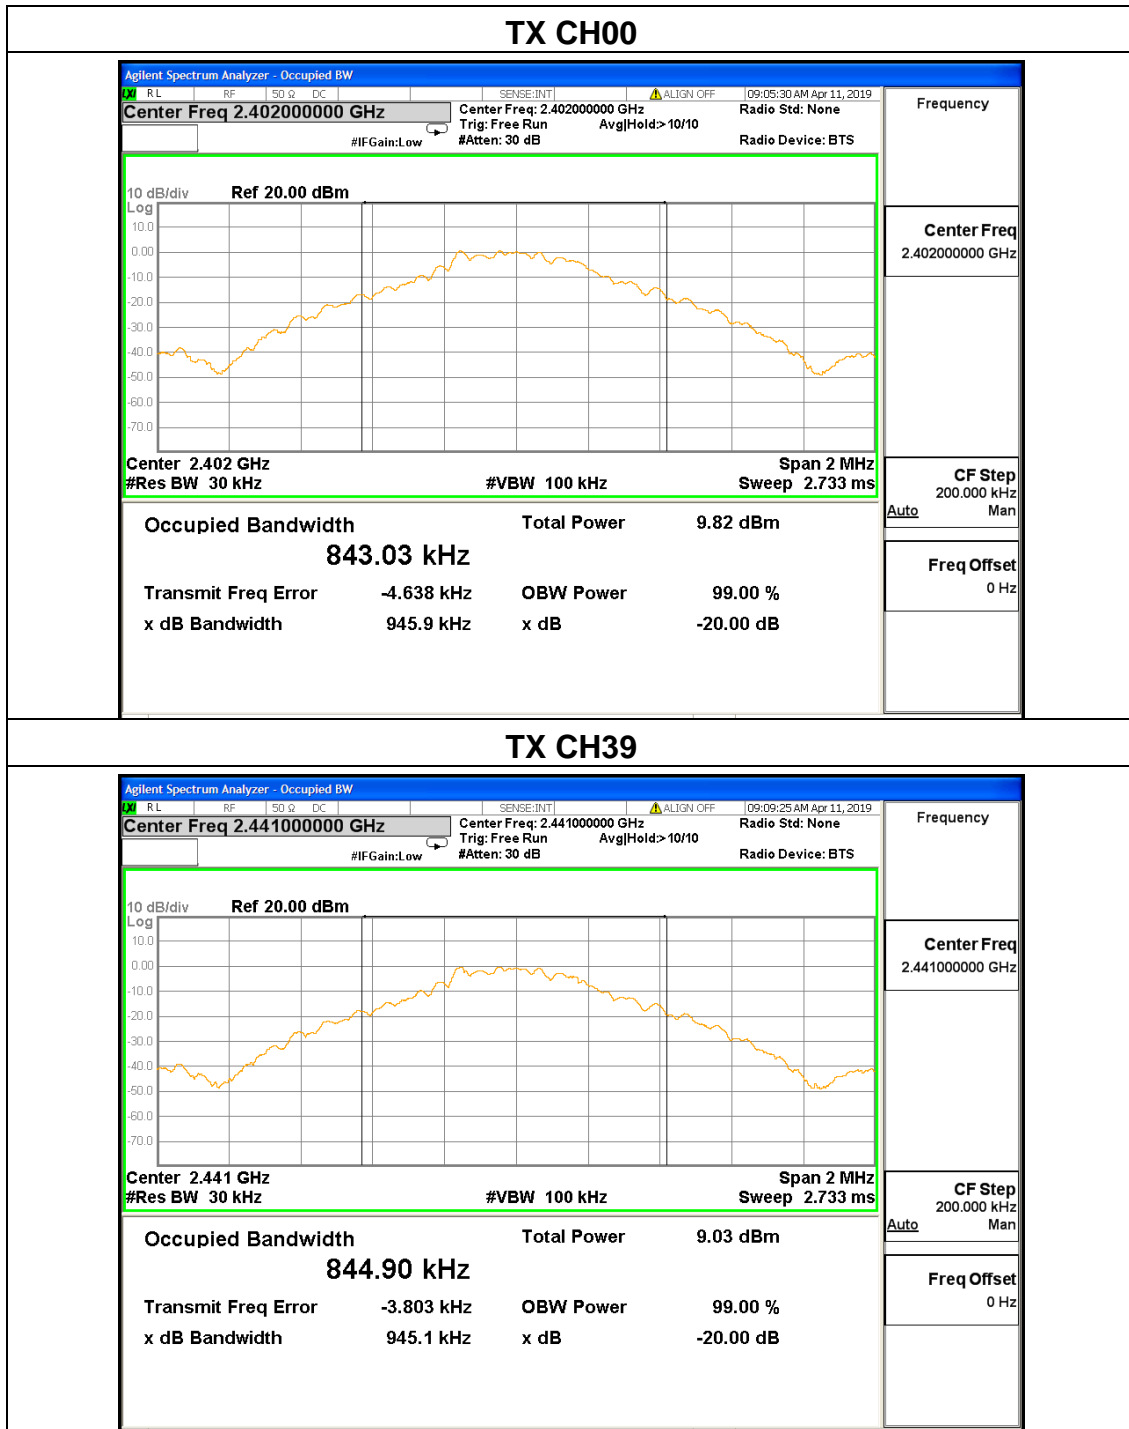 TX CH00
Agilent Spectrum Analyzer - Occupied BW
LXI RL RF 50 Ω DC SENSE:INT ALIGN OFF 09:05:30 AM Apr 11, 2019
Center Freq 2.402000000 GHz
Center Freq: 2.402000000 GHz Radio Std: None
Trig: Free Run Avg|Hold:> 10/10
#IFGain:Low #Atten: 30 dB Radio Device: BTS
10 dB/div Ref 20.00 dBm
Log
10.0
0.00
-10.0
-20.0
-30.0
-40.0
-50.0
-60.0
-70.0
Center 2.402 GHz Span 2 MHz
#Res BW 30 kHz #VBW 100 kHz Sweep 2.733 ms
Occupied Bandwidth Total Power 9.82 dBm
843.03 kHz
Transmit Freq Error -4.638 kHz OBW Power 99.00 %
x dB Bandwidth 945.9 kHz x dB -20.00 dB
Frequency
Center Freq
2.402000000 GHz
CF Step
200.000 kHz
Auto Man
Freq Offset
0 Hz
TX CH39
Agilent Spectrum Analyzer - Occupied BW
LXI RL RF 50 Ω DC SENSE:INT ALIGN OFF 09:09:25 AM Apr 11, 2019
Center Freq 2.441000000 GHz
Center Freq: 2.441000000 GHz Radio Std: None
Trig: Free Run Avg|Hold:> 10/10
#IFGain:Low #Atten: 30 dB Radio Device: BTS
10 dB/div Ref 20.00 dBm
Log
10.0
0.00
-10.0
-20.0
-30.0
-40.0
-50.0
-60.0
-70.0
Center 2.441 GHz Span 2 MHz
#Res BW 30 kHz #VBW 100 kHz Sweep 2.733 ms
Occupied Bandwidth Total Power 9.03 dBm
844.90 kHz
Transmit Freq Error -3.803 kHz OBW Power 99.00 %
x dB Bandwidth 945.1 kHz x dB -20.00 dB
Frequency
Center Freq
2.441000000 GHz
CF Step
200.000 kHz
Auto Man
Freq Offset
0 Hz